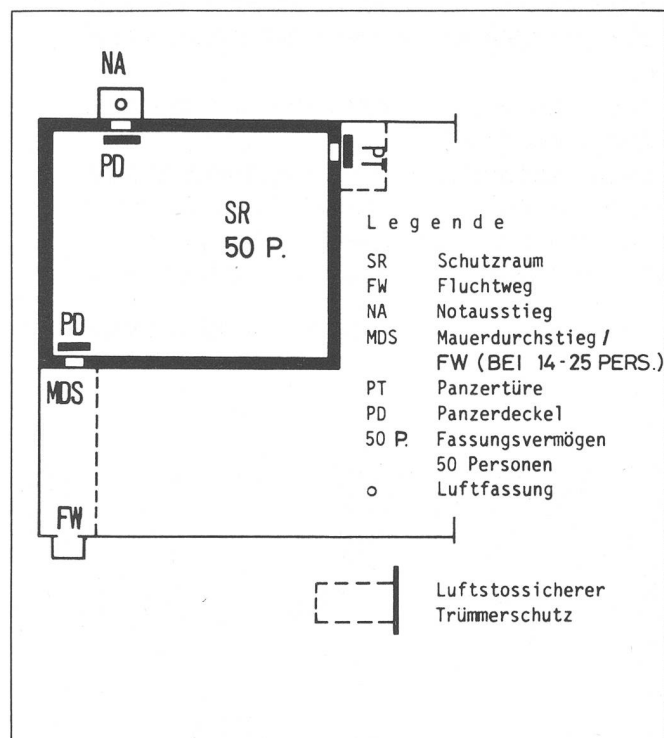 NA
PD
PT
SR
50 P.
PD
MDS
FW
Legende
SR Schutzraum
FW Fluchtweg
NA Notausstieg
MDS Mauerdurchstieg /
FW (BEI 14-25 PERS.)
PT Panzertüre
PD Panzerdeckel
50 P. Fassungsvermögen
50 Personen
Luftfassung
Luftstossicherer
Trümmerschutz